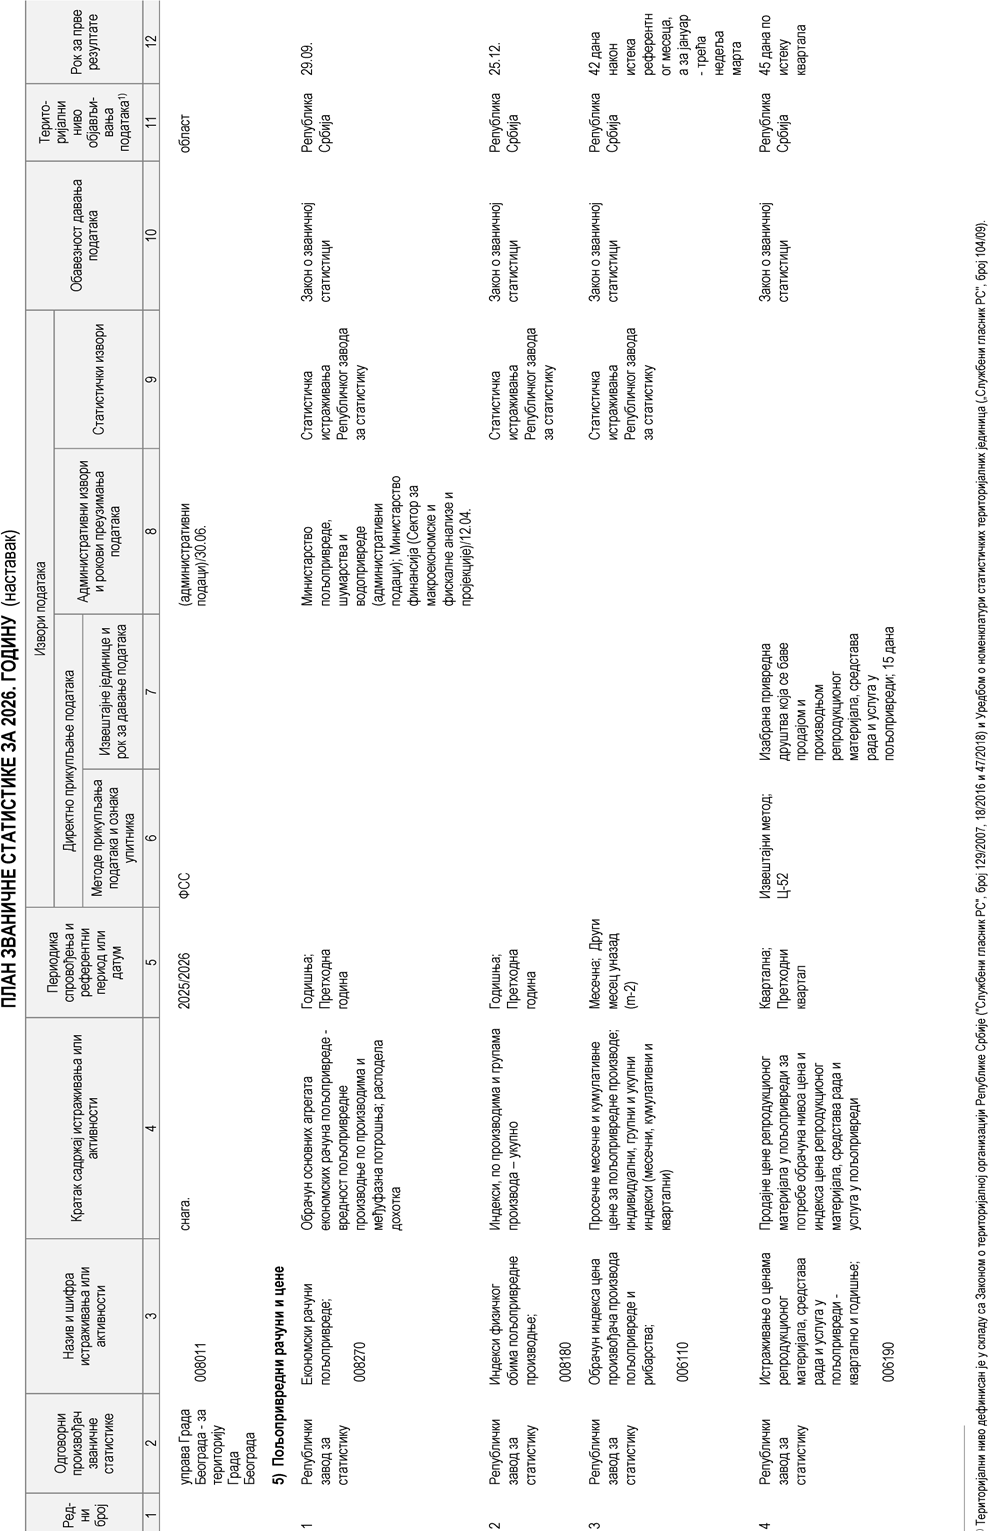 ПЛАН ЗВАНИЧНЕ СТАТИСТИКЕ ЗА 2026. ГОДИНУ (наставак)
Ред-
ни
број
Одговорни
произвођач
званичне
статистике
Назив и шифра
истраживања или
активности
Кратак садржај истраживања или
активности
Периодика
спровођења и
референтни
период или
датум
Извори података
Директно прикупљање података
Методе прикупљања
података и ознака
упитника
Извештајне јединице и
рок за давање података
Административни извори
и рокови преузимања
података
Статистички извори
Обавезност давања
података
Терито-
ријални
ниво
објављи-
вања
података1)
Рок за прве
резултате
1 2 3 4 5 6 7 8 9 10 11 12
управа Града
Београда - за
територију
Града
Београда
008011
снага.
2025/2026
ФСС
(административни
подаци)/30.06.
област
5) Пољопривредни рачуни и цене
1
Републички
завод за
статистику
Економски рачуни
пољопривреде;
008270
Обрачун основних агрегата
економских рачуна пољопривреде -
вредност пољопривредне
производње по производима и
међуфазна потрошња; расподела
дохотка
Годишња;
Претходна
година
Министарство
пољопривреде,
шумарства и
водопривреде
(административни
подаци); Министарство
финансија (Сектор за
макроекономске и
фискалне анализе и
пројекције)/12.04.
Статистичка
истраживања
Републичког завода
за статистику
Закон о званичној
статистици
Република
Србија
29.09.
2
Републички
завод за
статистику
Индекси физичког
обима пољопривредне
производње;
008180
Индекси, по производима и групама
производа – укупно
Годишња;
Претходна
година
Статистичка
истраживања
Републичког завода
за статистику
Закон о званичној
статистици
Република
Србија
25.12.
3
Републички
завод за
статистику
Обрачун индекса цена
произвођача производа
пољопривреде и
рибарства;
006110
Просечне месечне и кумулативне
цене за пољопривредне производе;
индивидуални, групни и укупни
индекси (месечни, кумулативни и
квартални)
Месечна; Други
месец уназад
(m-2)
Статистичка
истраживања
Републичког завода
за статистику
Закон о званичној
статистици
Република
Србија
42 дана
након
истека
референтн
ог месеца,
а за јануар
- трећа
недеља
марта
4
Републички
завод за
статистику
Истраживање о ценама
репродукционог
материјала, средстава
рада и услуга у
пољопривреди -
квартално и годишње;
006190
Продајне цене репродукционог
материјала у пољопривреди за
потребе обрачуна нивоа цена и
индекса цена репродукционог
материјала, средстава рада и
услуга у пољопривреди
Квартална;
Претходни
квартал
Извештајни метод;
Ц-52
Изабрана привредна
друштва која се баве
продајом и
производњом
репродукционог
материјала, средстава
рада и услуга у
пољопривреди; 15 дана
Закон о званичној
статистици
Република
Србија
45 дана по
истеку
квартала
) Територијални ниво дефинисан је у складу са Законом о територијалној организацији Републике Србије ("Службени гласник РС", број 129/2007, 18/2016 и 47/2018) и Уредбом о номенклатури статистичких територијалних јединица („Службени гласник РС", број 104/09).